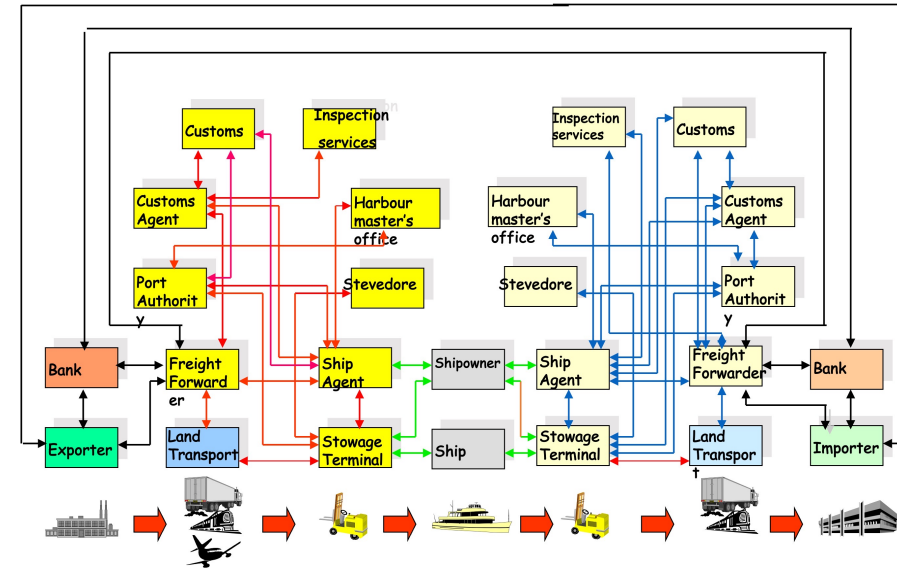 Customs
Inspection
services
Inspection
services
Customs
Customs
Agent
Harbour
master's
office
Harbour
master's
office
Customs
Agent
Port
Authorit
y
Stevedore
Stevedore
Port
Authorit
y
Bank
Freight
Forward
er
Ship
Agent
Shipowner
Ship
Agent
Freight
Forwarder
Bank
Exporter
Land
Transport
Stowage
Terminal
Ship
Stowage
Terminal
Land
Transpor
t
Importer